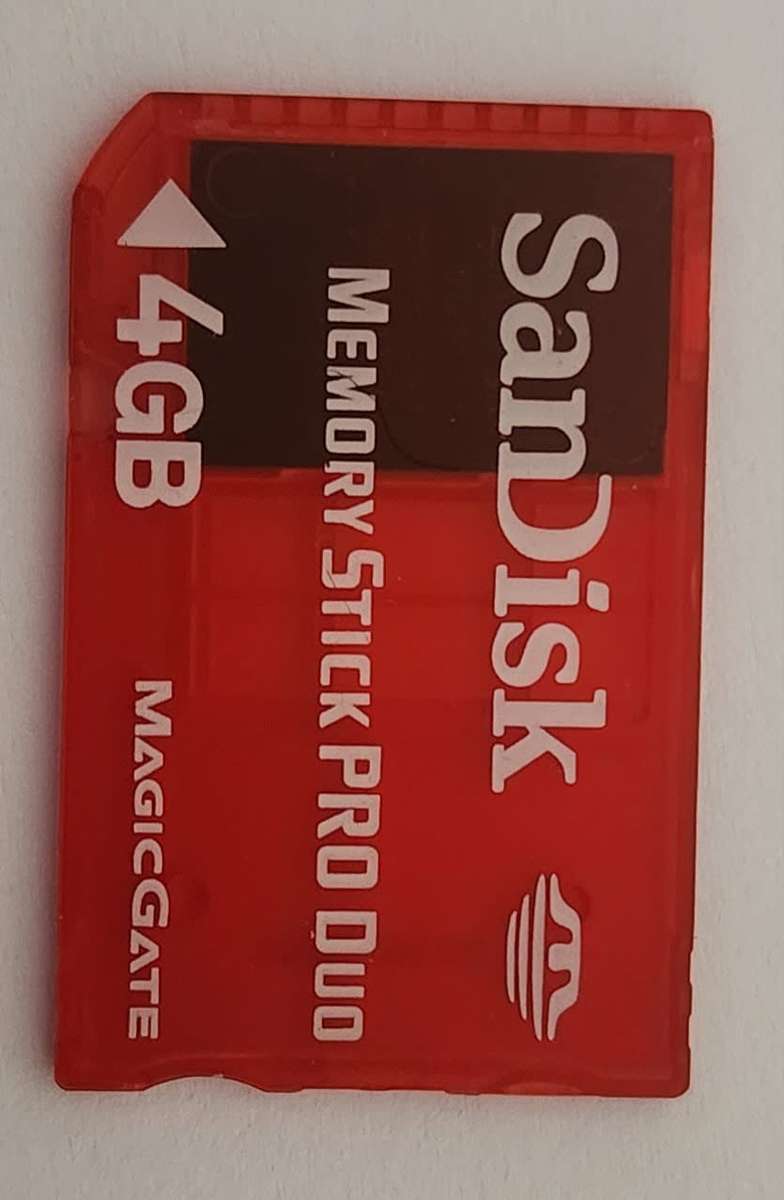 SanDisk
MEMORY STICK PRO DUO
4GB MAGICGATE